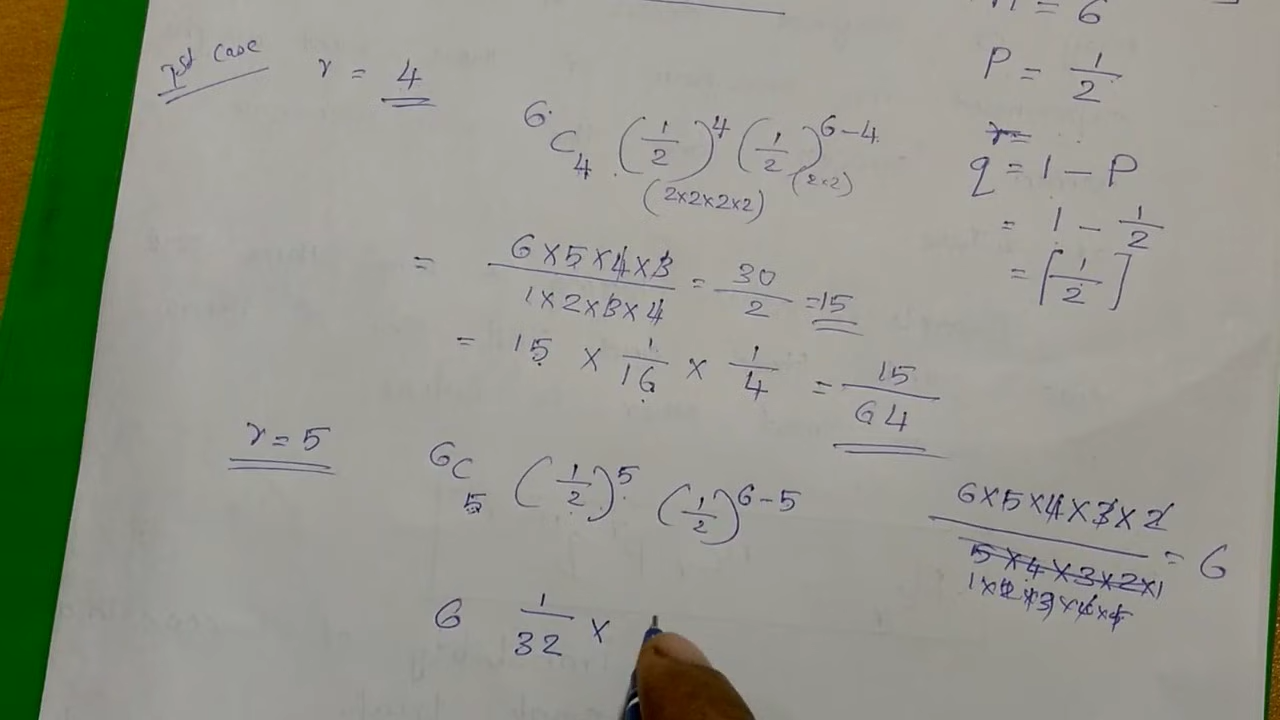 n = 6
1st Case r = 4
P = 1/2
6C4 (1/2)^4 (1/2)^6-4
(2×2×2×2) (2×2)
r=
q = 1 - P
= 1 - 1/2
= [1/2]
= 6×5×4×3 / 1×2×3×4 = 30/2 = 15
= 15 × 1/16 × 1/4 = 15/64
r = 5 6C5 (1/2)^5 (1/2)^6-5
6×5×4×3×2 / 5×4×3×2×1 = 6
1×2×3×4×5
6 1/32 ×